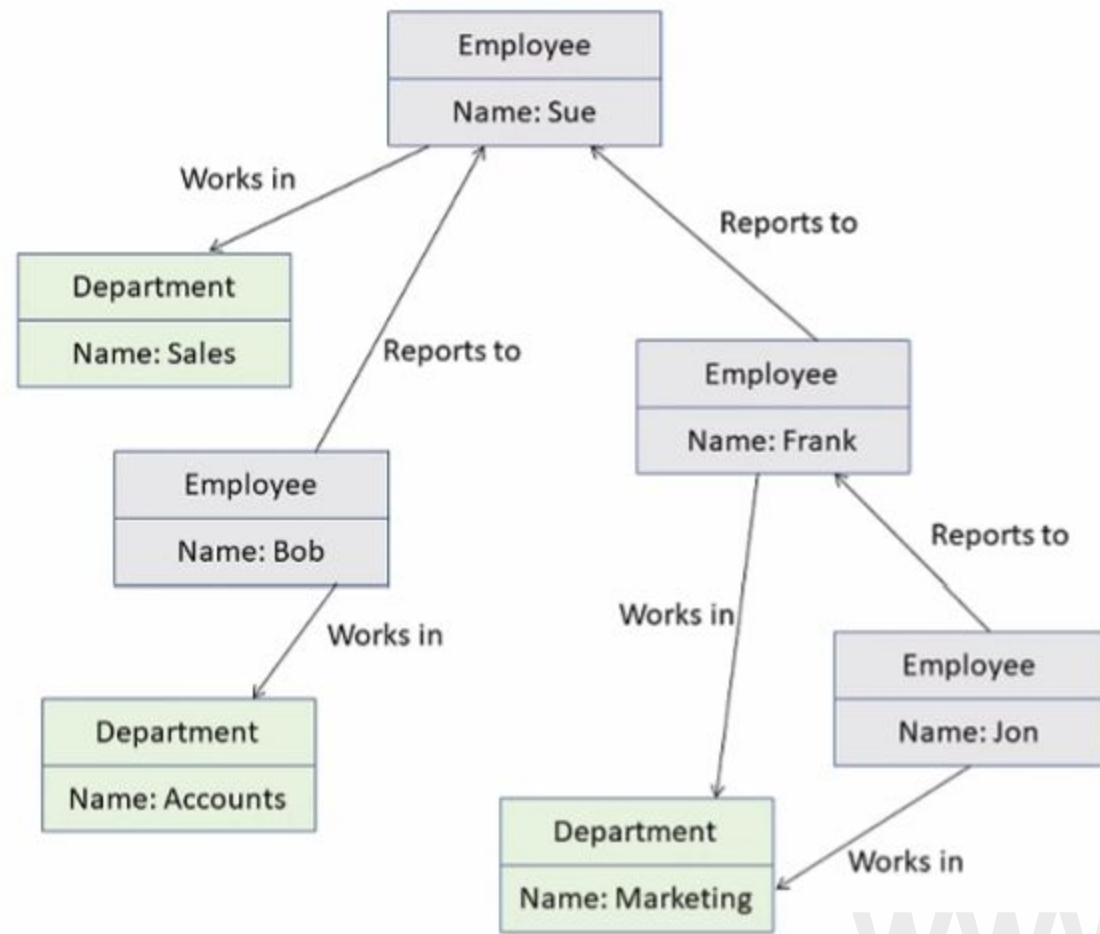 Employee
Name: Sue
Works in
Reports to
Department
Name: Sales
Reports to
Employee
Name: Frank
Employee
Name: Bob
Reports to
Works in
Works in
Employee
Name: Jon
Department
Name: Accounts
Department
Name: Marketing
Works in